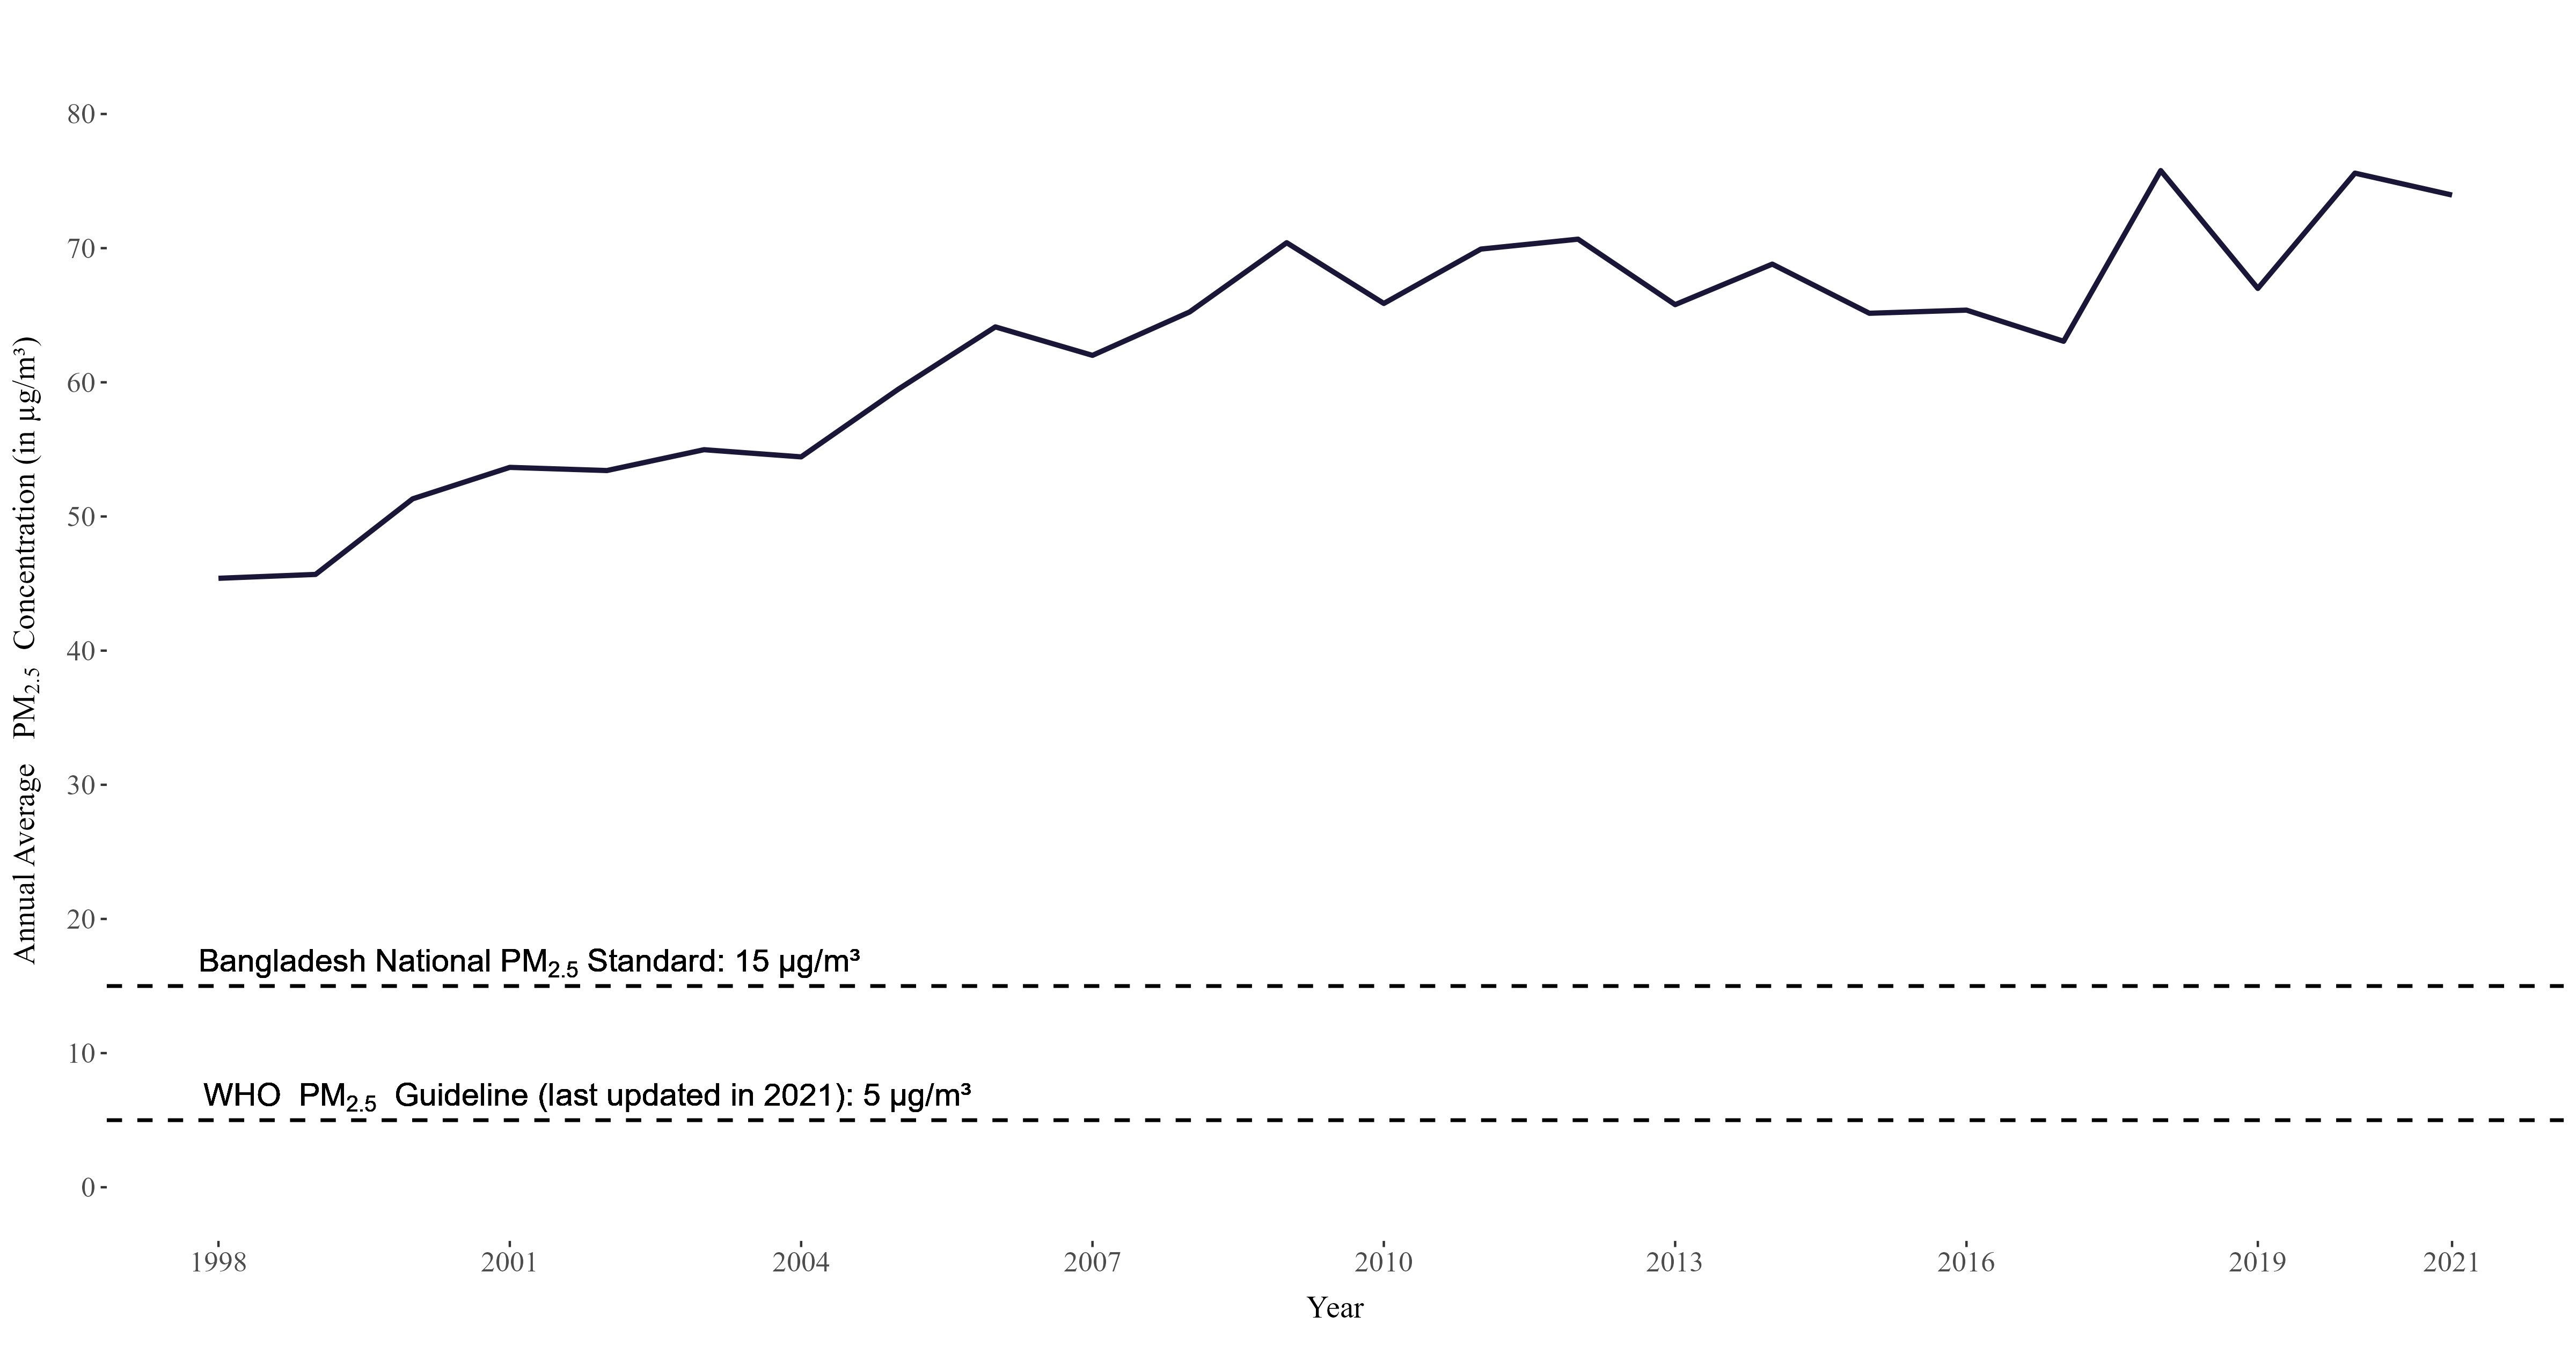 80
70
60
50
40
30
20
10
0
Annual Average PM₂.₅ Concentration (in µg/m³)
Bangladesh National PM₂.₅ Standard: 15 µg/m³
WHO PM₂.₅ Guideline (last updated in 2021): 5 µg/m³
1998 2001 2004 2007 2010 2013 2016 2019 2021
Year